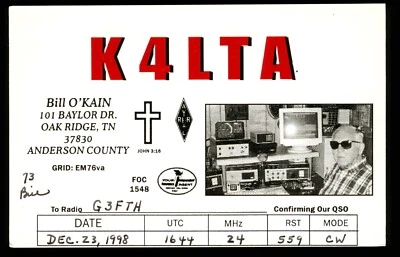 K4LTA
Bill O'KAIN
101 BAYLOR DR.
OAK RIDGE, TN
37830
ANDERSON COUNTY
JOHN 3:16
ARRL
GRID: EM76va
FOC
1548
73
Bill
To Radio G3FTH Confirming Our QSO
DATE UTC MHz RST MODE
DEC. 23, 1998 1644 24 559 CW